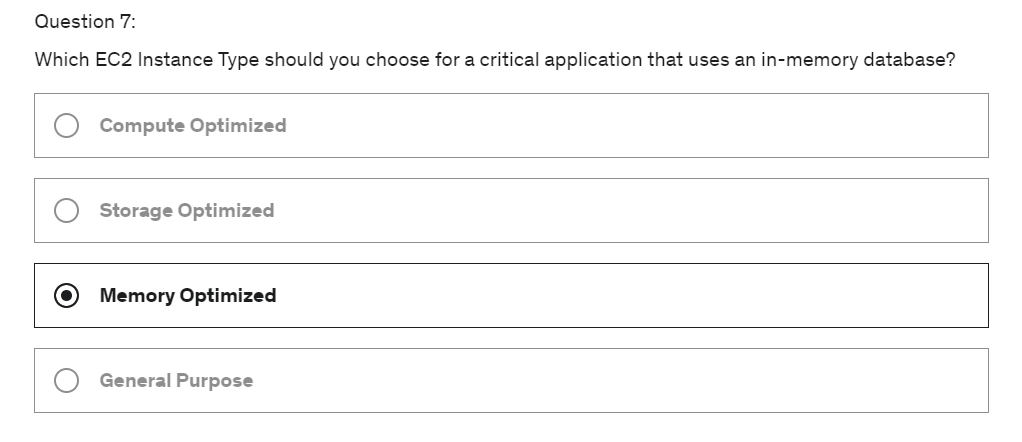 Question 7:
Which EC2 Instance Type should you choose for a critical application that uses an in-memory database?
Compute Optimized
Storage Optimized
Memory Optimized
General Purpose